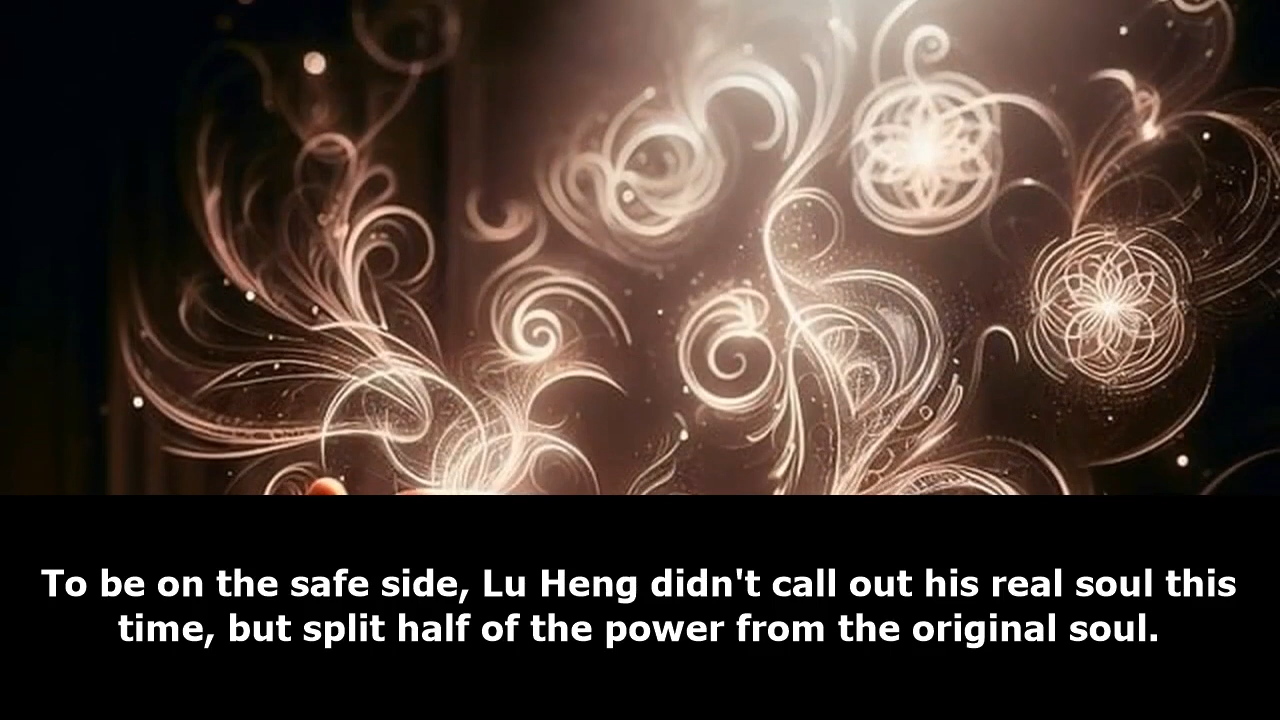 To be on the safe side, Lu Heng didn't call out his real soul this
time, but split half of the power from the original soul.